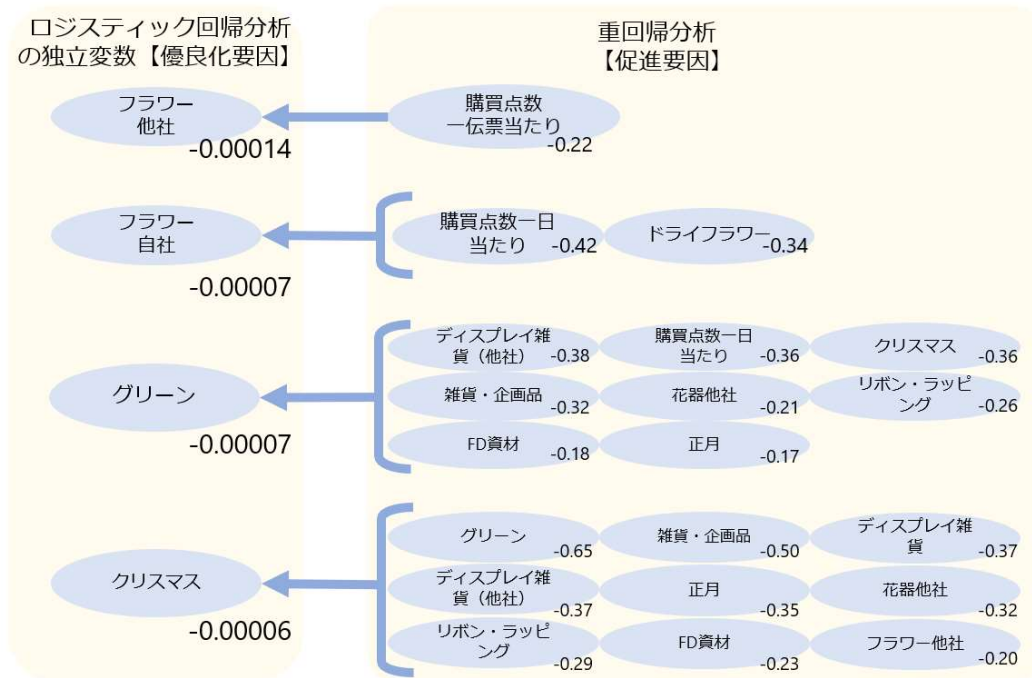 ロジスティック回帰分析
の独立変数【優良化要因】
重回帰分析
【促進要因】
フラワー
他社
-0.00014
購買点数
一伝票当たり
-0.22
フラワー
自社
-0.00007
購買点数一日
当たり
-0.42
ドライフラワー
-0.34
グリーン
-0.00007
ディスプレイ雑
貨（他社）
-0.38
購買点数一日
当たり
-0.36
クリスマス
-0.36
雑貨・企画品
-0.32
花器他社
-0.21
リボン・ラッピ
ング
-0.26
FD資材
-0.18
正月
-0.17
クリスマス
-0.00006
グリーン
-0.65
雑貨・企画品
-0.50
ディスプレイ雑
貨
-0.37
ディスプレイ雑
貨（他社）
-0.37
正月
-0.35
花器他社
-0.32
リボン・ラッピ
ング
-0.29
FD資材
-0.23
フラワー他社
-0.20